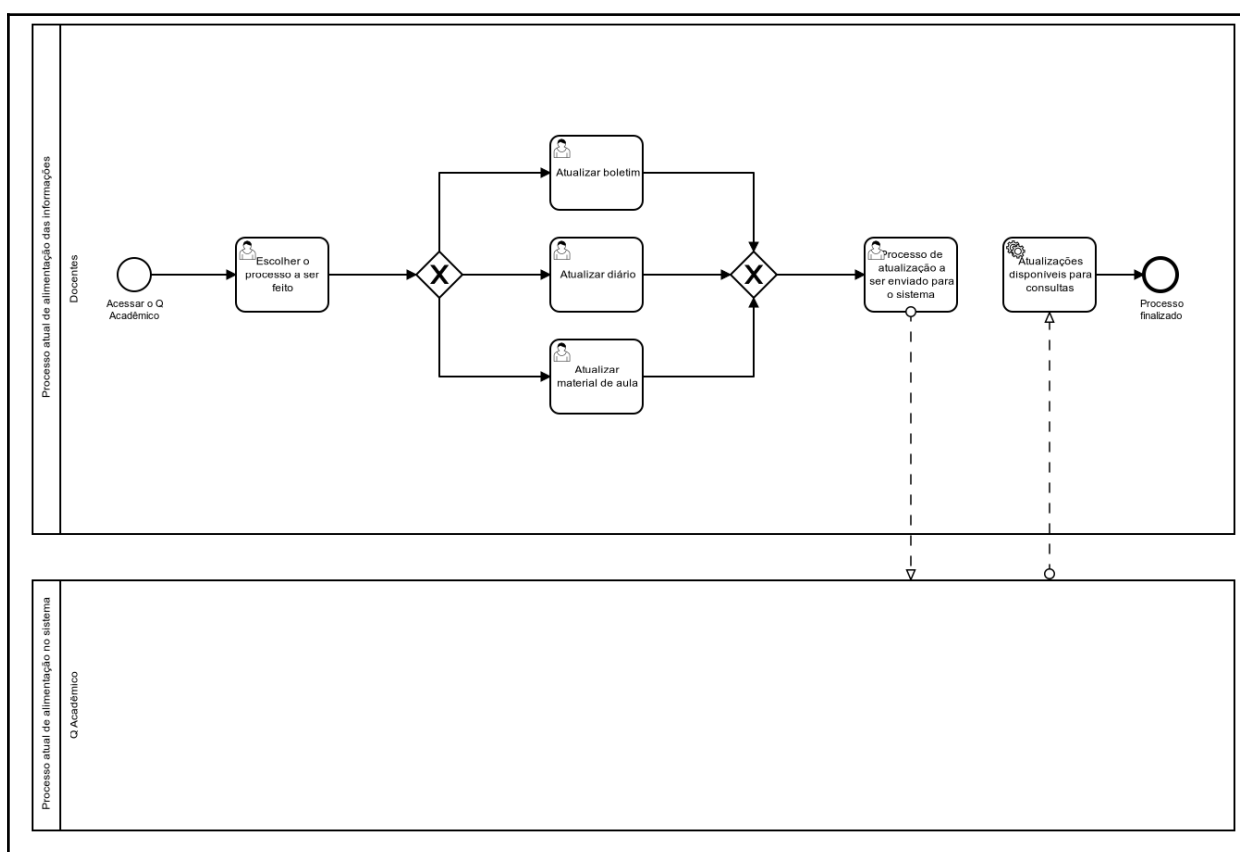 Processo atual de alimentação das informações
Docentes
Acessar o Q
Acadêmico
Escolher o
processo a ser
feito
X
Atualizar boletim
Atualizar diário
Atualizar
material de aula
X
Processo de
atualização a
ser enviado para
o sistema
Atualizações
disponíveis para
consultas
Processo
finalizado
Processo atual de alimentação no sistema
Q Acadêmico